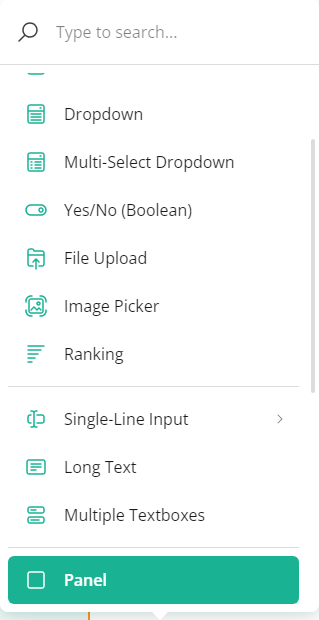 Type to search...
Dropdown
Multi-Select Dropdown
Yes/No (Boolean)
File Upload
Image Picker
Ranking
Single-Line Input
Long Text
Multiple Textboxes
Panel